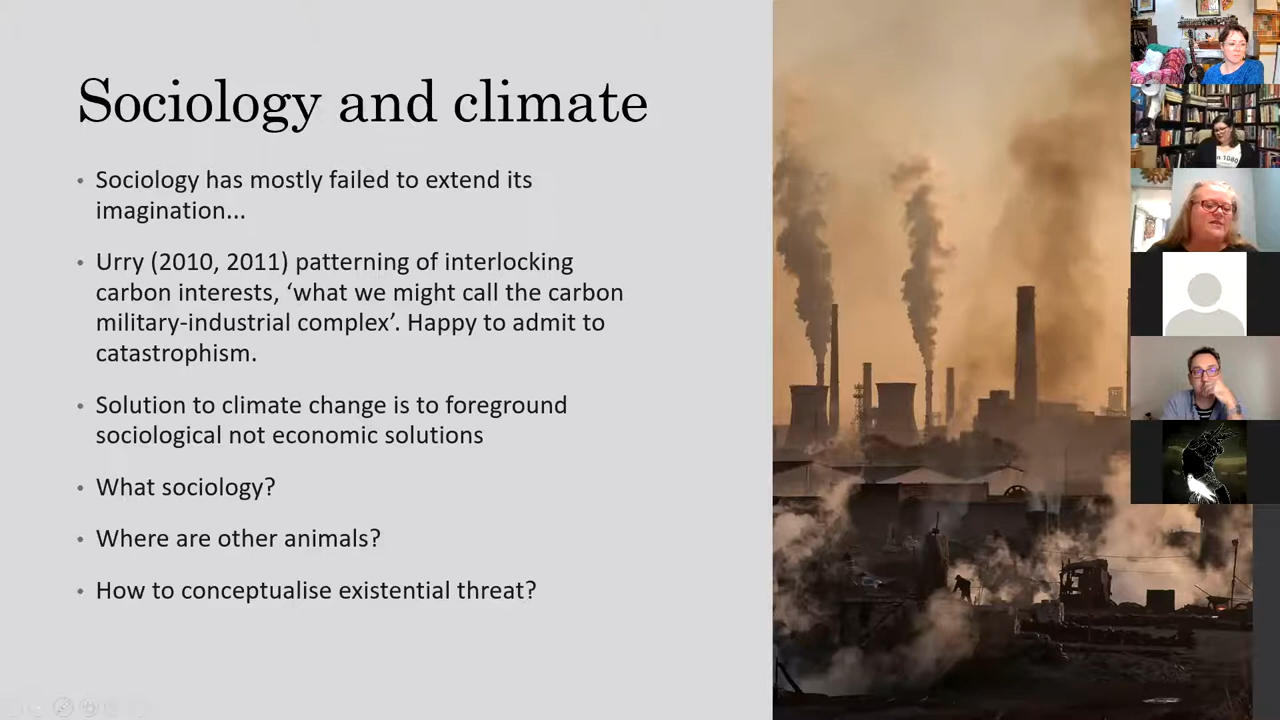 Sociology and climate
• Sociology has mostly failed to extend its
imagination...
• Urry (2010, 2011) patterning of interlocking
carbon interests, ‘what we might call the carbon
military-industrial complex’. Happy to admit to
catastrophism.
• Solution to climate change is to foreground
sociological not economic solutions
• What sociology?
• Where are other animals?
• How to conceptualise existential threat?
1080